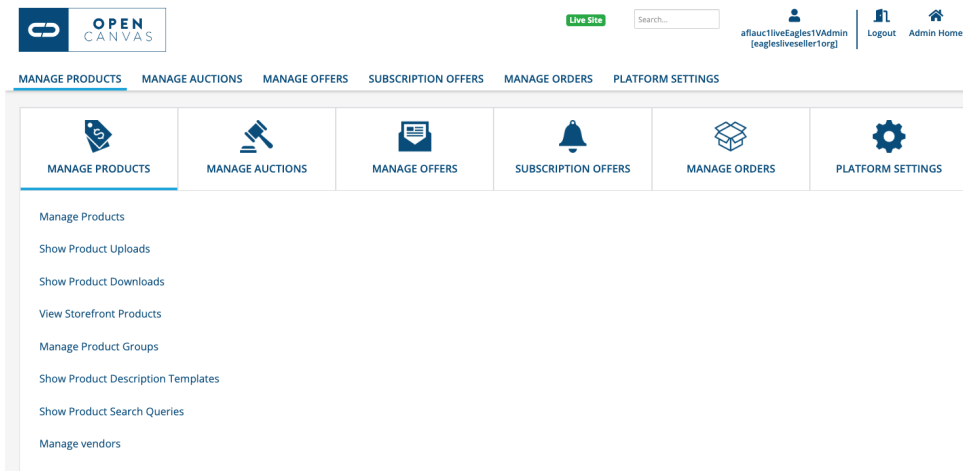 OPEN
CANVAS
Live Site
Search...
aflauc1liveEagles1VAdmin
[eaglesliveseller1org]
Logout
Admin Home
MANAGE PRODUCTS MANAGE AUCTIONS MANAGE OFFERS SUBSCRIPTION OFFERS MANAGE ORDERS PLATFORM SETTINGS
MANAGE PRODUCTS MANAGE AUCTIONS MANAGE OFFERS SUBSCRIPTION OFFERS MANAGE ORDERS PLATFORM SETTINGS
Manage Products
Show Product Uploads
Show Product Downloads
View Storefront Products
Manage Product Groups
Show Product Description Templates
Show Product Search Queries
Manage vendors